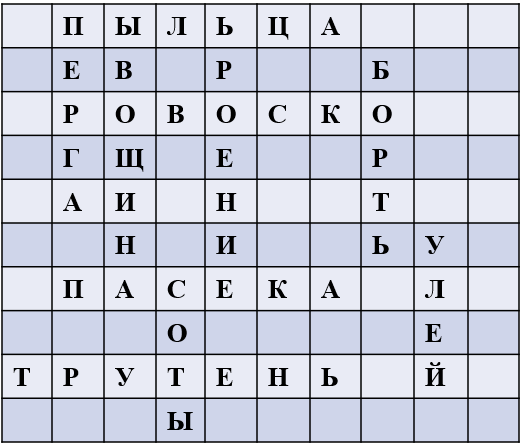 П Ы Л Ь Ц А
Е В Р Б
Р О В О С К О
Г Щ Е Р
А И Н Т
Н И Ь У
П А С Е К А Л
О Е
Т Р У Т Е Н Ь Й
Ы